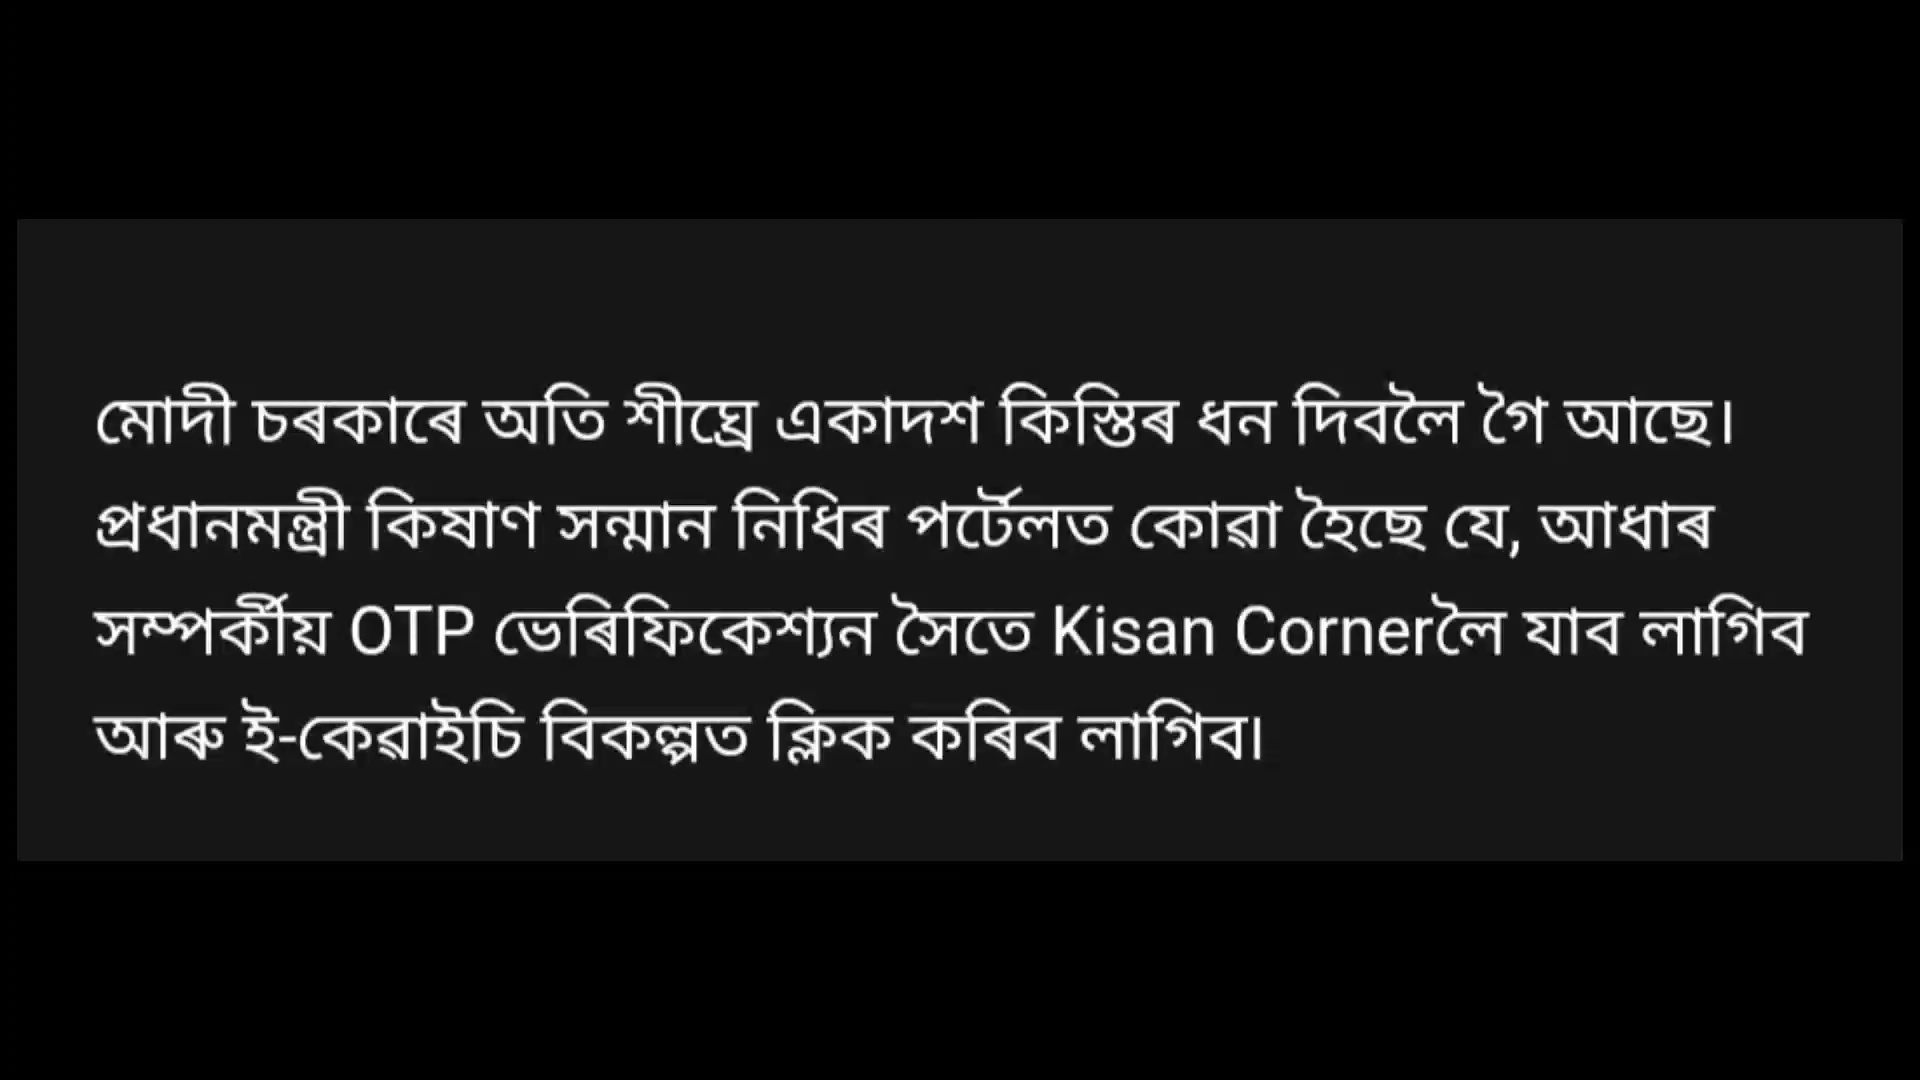 মোদী চৰকাৰে অতি শীঘ্ৰে একাদশ কিস্তিৰ ধন দিবলৈ গৈ আছে।
প্ৰধানমন্ত্ৰী কিষাণ সন্মান নিধিৰ পৰ্টেলত কোৱা হৈছে যে, আধাৰ
সম্পৰ্কীয় OTP ভেৰিফিকেশ্যন সৈতে Kisan Cornerলৈ যাব লাগিব
আৰু ই-কেৱাইচি বিকল্পত ক্লিক কৰিব লাগিব।